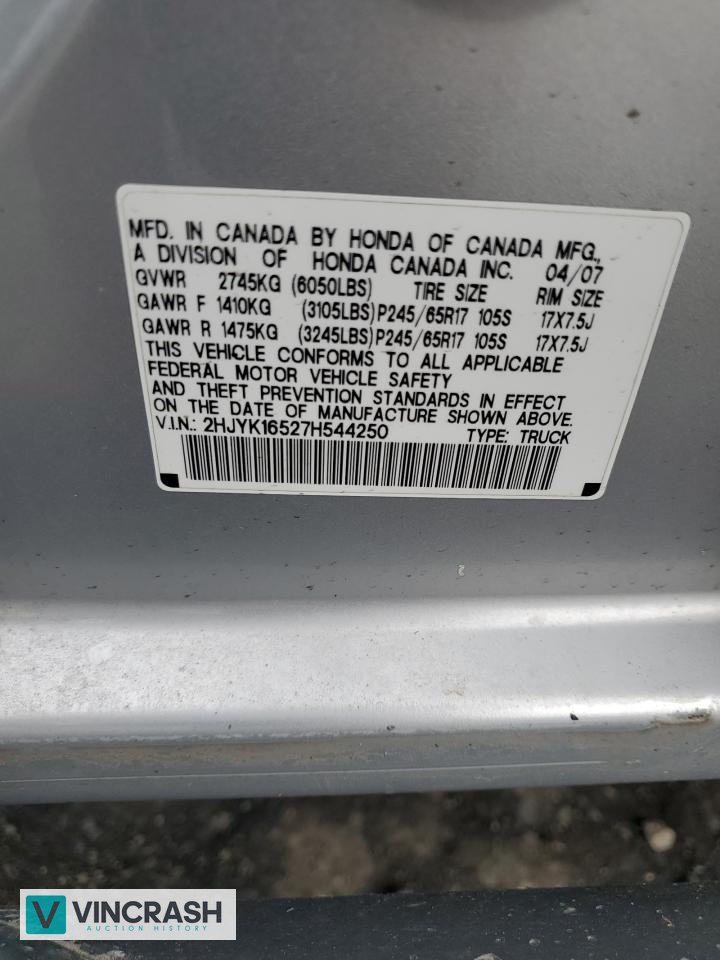 MFD. IN CANADA BY HONDA OF CANADA MFG.,
A DIVISION OF HONDA CANADA INC. 04/07
GVWR 2745KG (6050LBS) TIRE SIZE RIM SIZE
GAWR F 1410KG (3105LBS) P245/65R17 105S 17X7.5J
GAWR R 1475KG (3245LBS) P245/65R17 105S 17X7.5J
THIS VEHICLE CONFORMS TO ALL APPLICABLE
FEDERAL MOTOR VEHICLE SAFETY
AND THEFT PREVENTION STANDARDS IN EFFECT
ON THE DATE OF MANUFACTURE SHOWN ABOVE.
V.I.N.: 2HJYK16527H544250 TYPE: TRUCK
V VINCRASH
AUCTION HISTORY